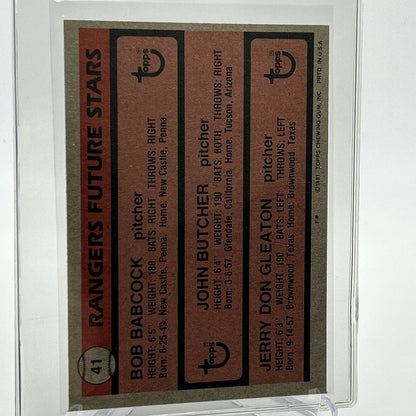 41
RANGERS FUTURE STARS
BOB BABCOCK pitcher
HEIGHT: 6'5" WEIGHT: 180 BATS: RIGHT THROWS: RIGHT
Born: 8-25-49. New Castle, Penna. Home: New Castle, Penna.
Topps
JOHN BUTCHER pitcher
HEIGHT: 6'4" WEIGHT: 190 BATS: BOTH THROWS: RIGHT
Born: 3-8-57, Glendale, California. Home: Tucson, Arizona
Topps
JERRY DON GLEATON pitcher
HEIGHT: 6'3" WEIGHT: 190 BATS: LEFT THROWS: LEFT
Born: 9-14-57, Brownwood, Texas. Home: Brownwood, Texas
Topps
©1981 TOPPS CHEWING GUM, INC. PRTD. IN U.S.A.